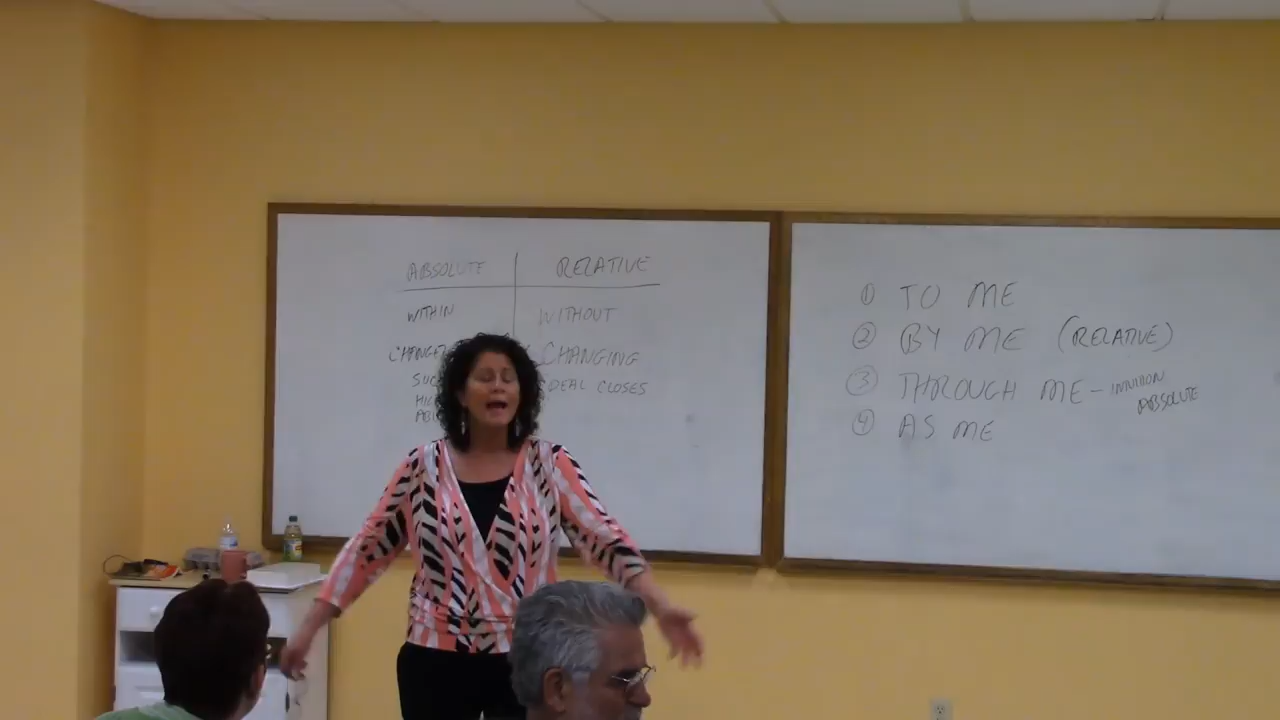 ABSOLUTE RELATIVE
WITHIN WITHOUT
CHANGING
DEAL CLOSES
① TO ME
② BY ME (RELATIVE)
③ THROUGH ME -
ABSOLUTE
④ AS ME